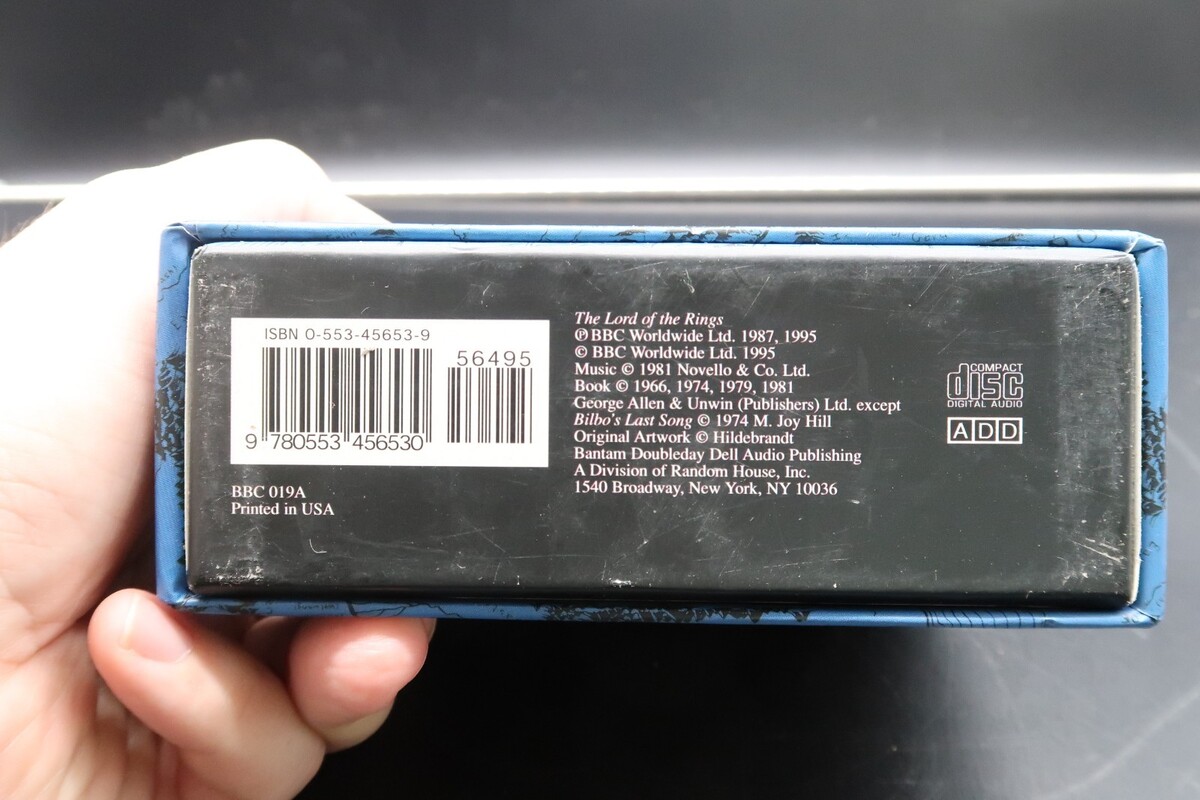 ISBN 0-553-45653-9
56495
9 780553 456530
BBC 019A
Printed in USA
The Lord of the Rings
℗ BBC Worldwide Ltd. 1987, 1995
© BBC Worldwide Ltd. 1995
Music © 1981 Novello & Co. Ltd.
Book © 1966, 1974, 1979, 1981
George Allen & Unwin (Publishers) Ltd. except
Bilbo's Last Song © 1974 M. Joy Hill
Original Artwork © Hildebrandt
Bantam Doubleday Dell Audio Publishing
A Division of Random House, Inc.
1540 Broadway, New York, NY 10036
COMPACT
disc
DIGITAL AUDIO
ADD